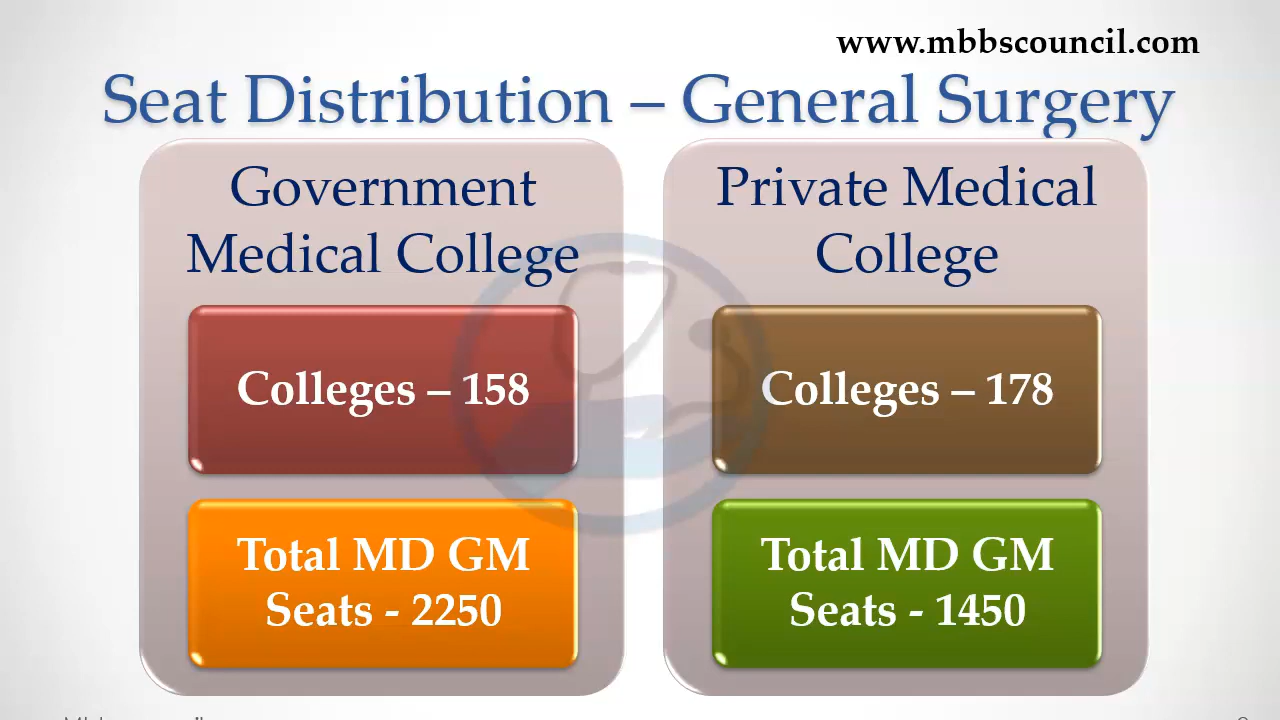 www.mbbscouncil.com
Seat Distribution – General Surgery
Government
Medical College
Colleges – 158
Total MD GM
Seats - 2250
Private Medical
College
Colleges – 178
Total MD GM
Seats - 1450